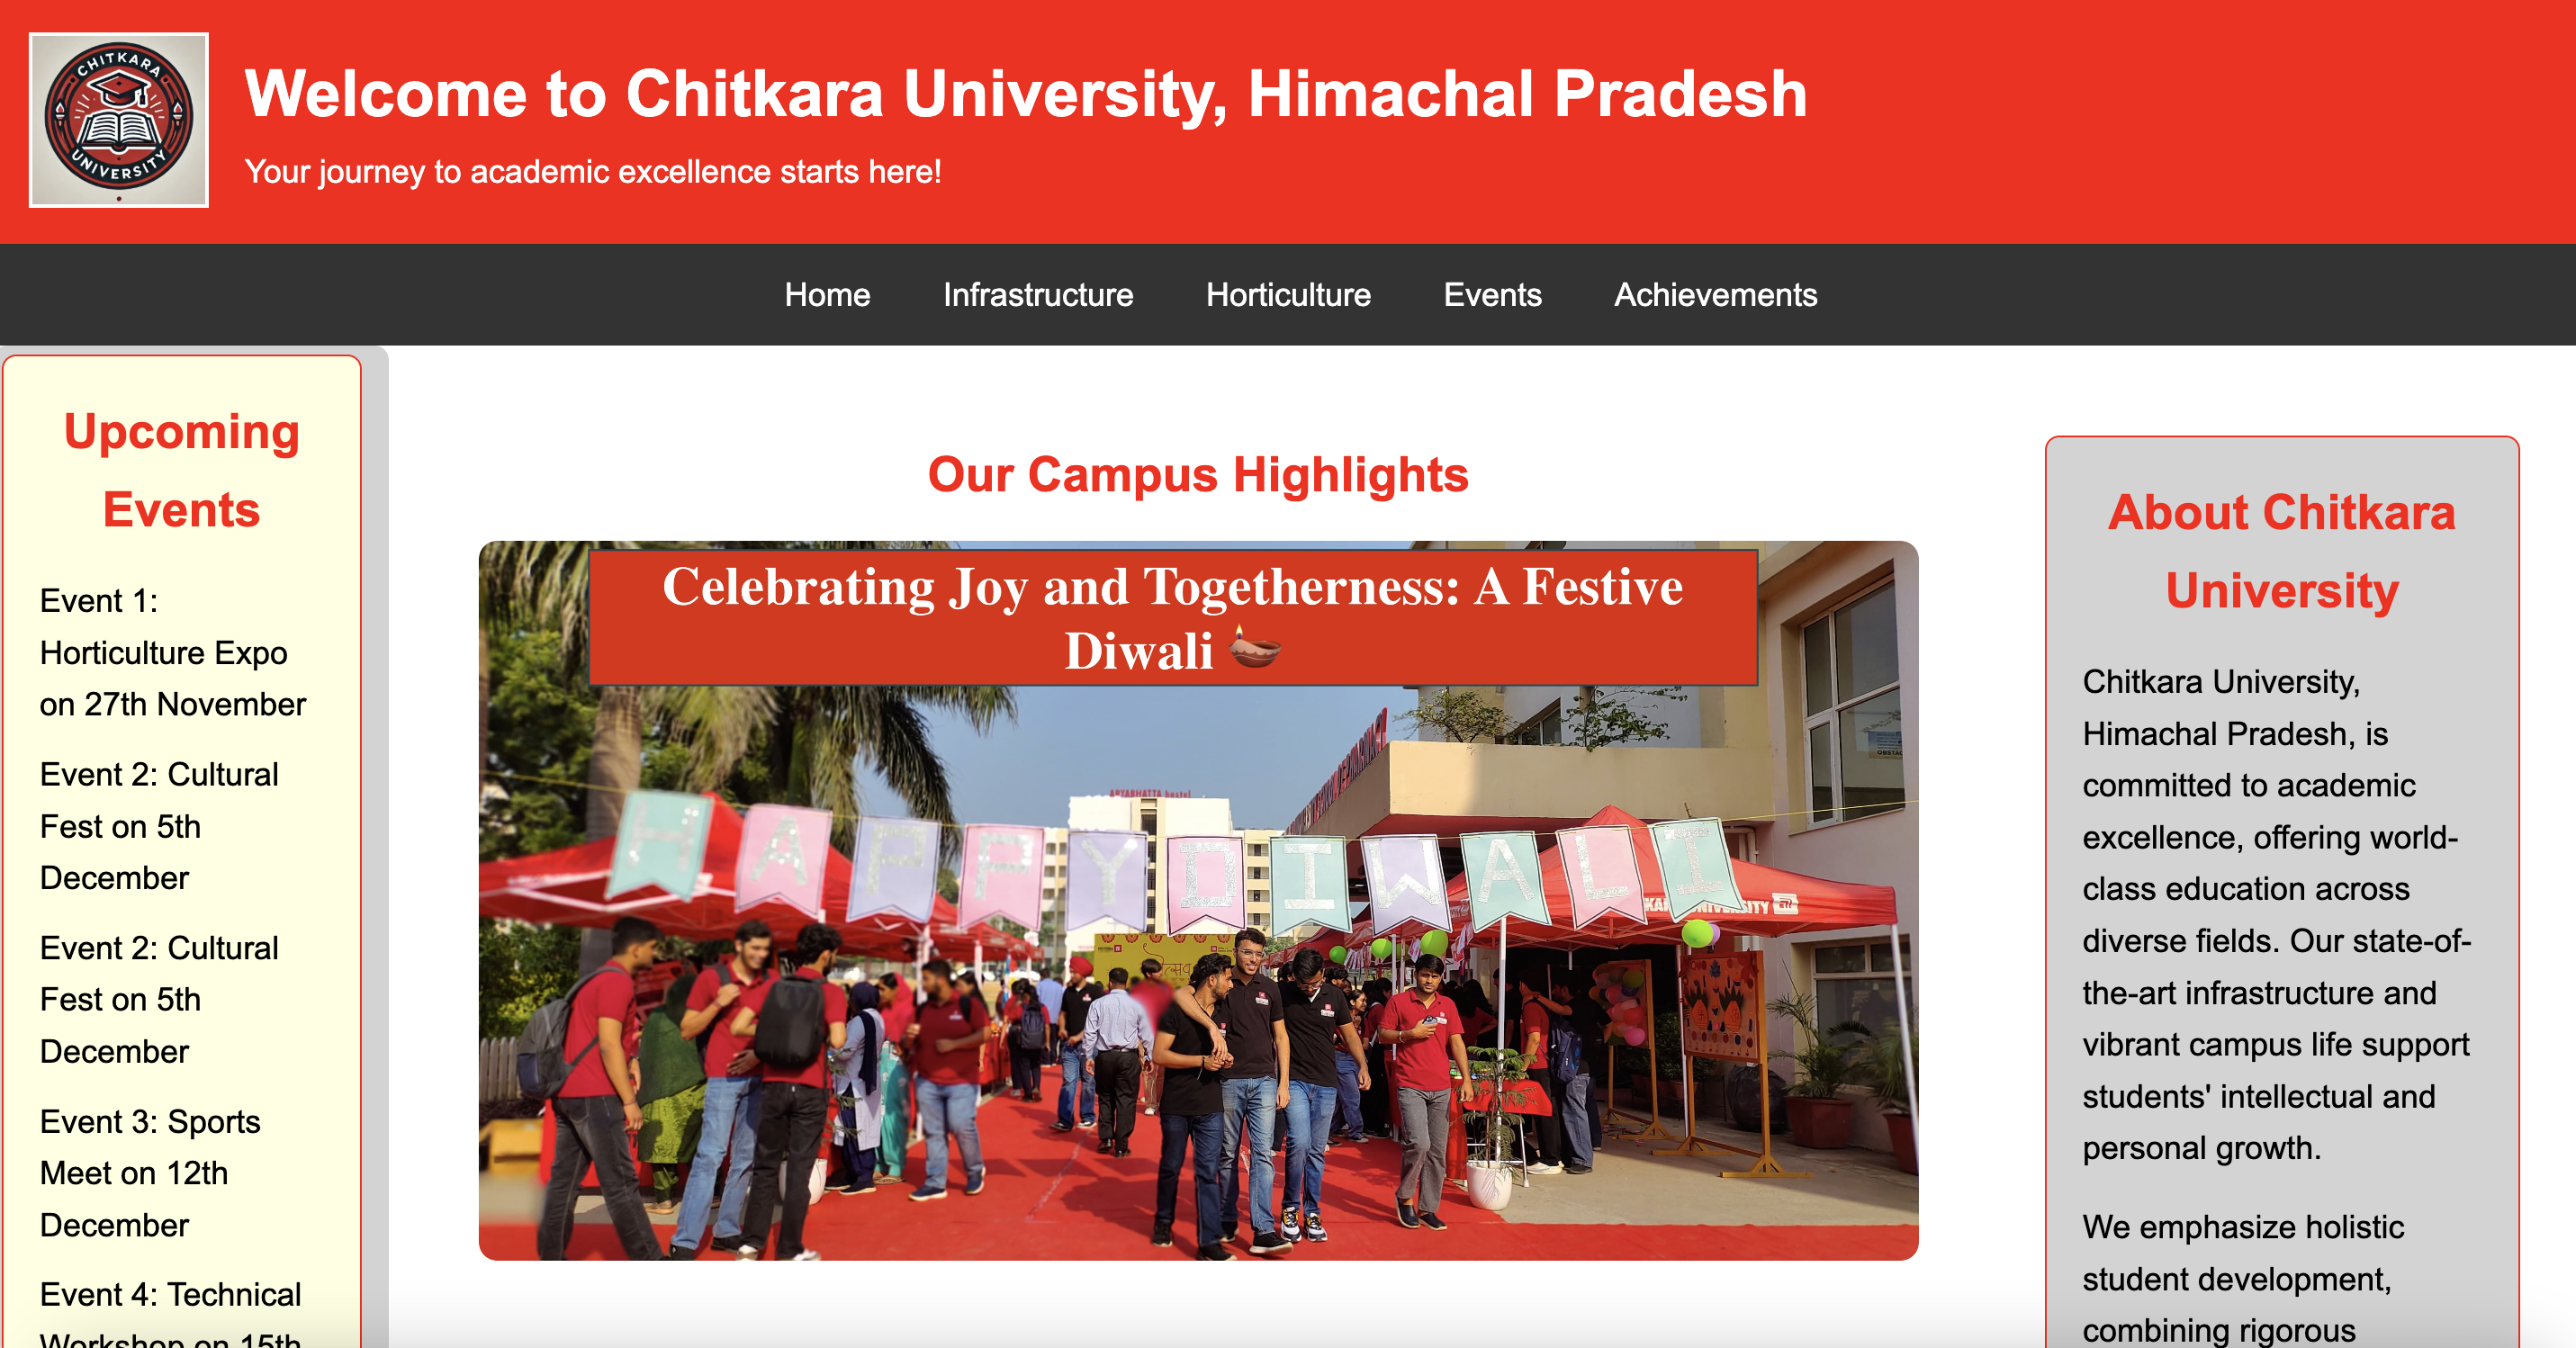 CHITKARA
UNIVERSITY
Welcome to Chitkara University, Himachal Pradesh
Your journey to academic excellence starts here!
Home Infrastructure Horticulture Events Achievements
Upcoming
Events
Event 1:
Horticulture Expo
on 27th November
Event 2: Cultural
Fest on 5th
December
Event 2: Cultural
Fest on 5th
December
Event 3: Sports
Meet on 12th
December
Event 4: Technical
Workshop on 15th
Our Campus Highlights
Celebrating Joy and Togetherness: A Festive
Diwali 🪔
ARYABHATTA hostel
HAPPY DIWALI
About Chitkara
University
Chitkara University,
Himachal Pradesh, is
committed to academic
excellence, offering world-
class education across
diverse fields. Our state-of-
the-art infrastructure and
vibrant campus life support
students' intellectual and
personal growth.
We emphasize holistic
student development,
combining rigorous